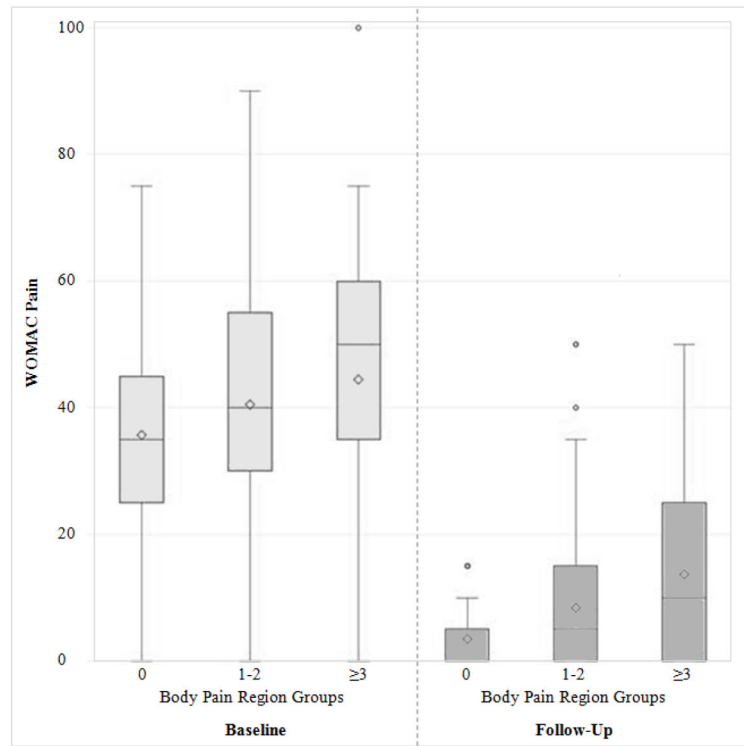 100
80
60
40
20
0
WOMAC Pain
0 1-2 ≥3 0 1-2 ≥3
Body Pain Region Groups Body Pain Region Groups
Baseline Follow-Up